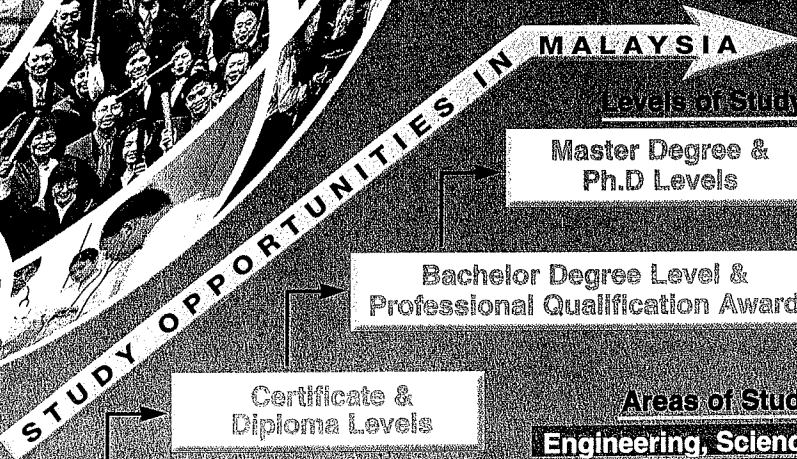 STUDY OPPORTUNITIES IN MALAYSIA
Levels of Study
Master Degree &
Ph.D Levels
Bachelor Degree Level &
Professional Qualification Award
Certificate &
Diploma Levels
Areas of Stud
Engineering, Scienc